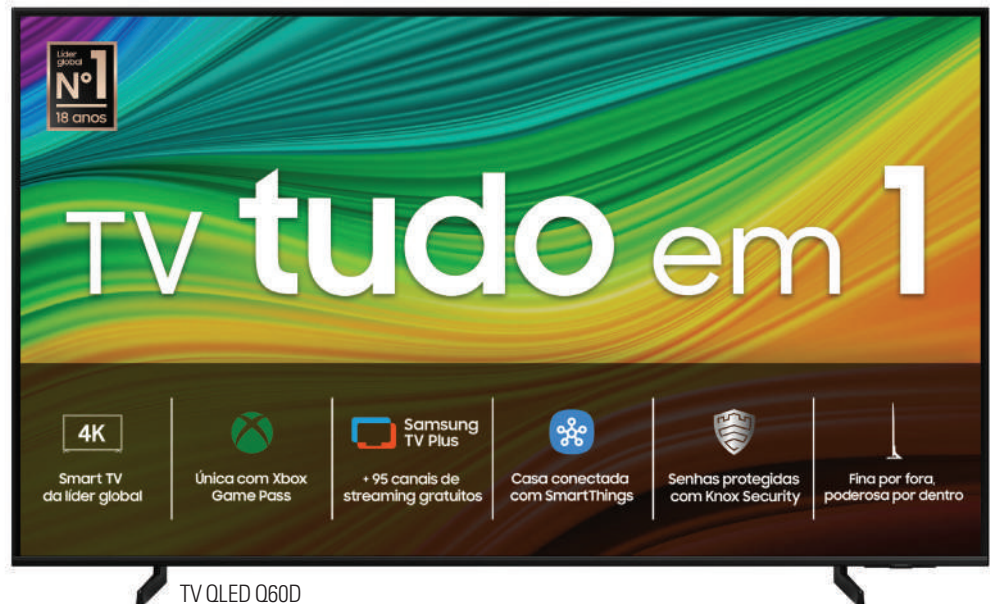 Líder
global
Nº1
18 anos
TV tudo em 1
4K
Smart TV
da líder global
Única com Xbox
Game Pass
Samsung
TV Plus
+ 95 canais de
streaming gratuitos
Casa conectada
com SmartThings
Senhas protegidas
com Knox Security
Fina por fora,
poderosa por dentro
TV QLED Q60D